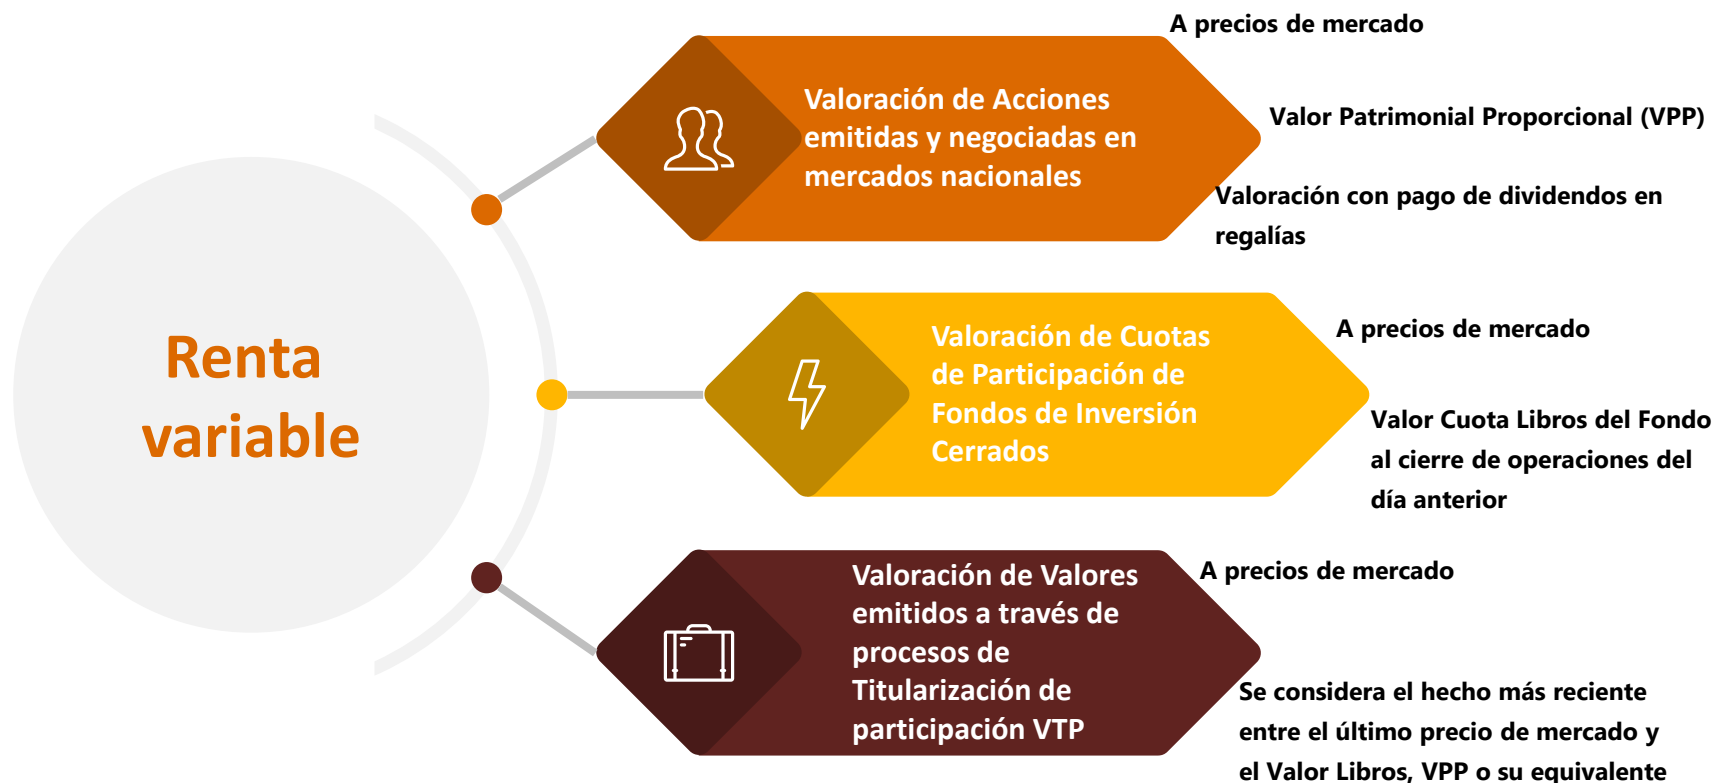 Renta
variable
Valoración de Acciones
emitidas y negociadas en
mercados nacionales
A precios de mercado
Valor Patrimonial Proporcional (VPP)
Valoración con pago de dividendos en
regalías
Valoración de Cuotas
de Participación de
Fondos de Inversión
Cerrados
A precios de mercado
Valor Cuota Libros del Fondo
al cierre de operaciones del
día anterior
Valoración de Valores
emitidos a través de
procesos de
Titularización de
participación VTP
A precios de mercado
Se considera el hecho más reciente
entre el último precio de mercado y
el Valor Libros, VPP o su equivalente